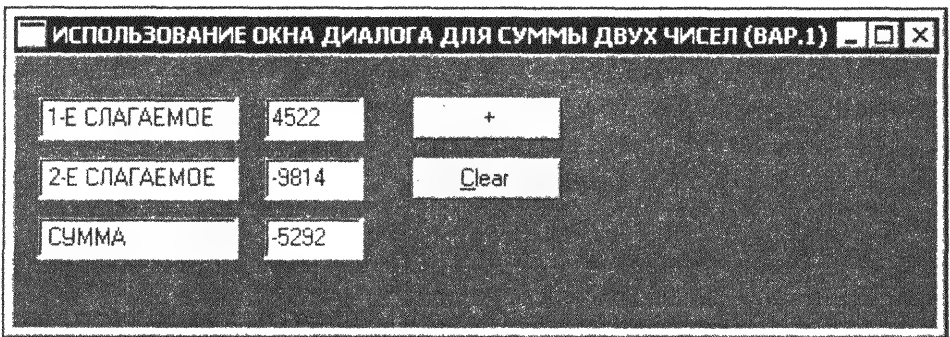 ИСПОЛЬЗОВАНИЕ ОКНА ДИАЛОГА ДЛЯ СУММЫ ДВУХ ЧИСЕЛ (ВАР.1)
1-Е СЛАГАЕМОЕ 4522 +
2-Е СЛАГАЕМОЕ -9814 Clear
СУММА -5292